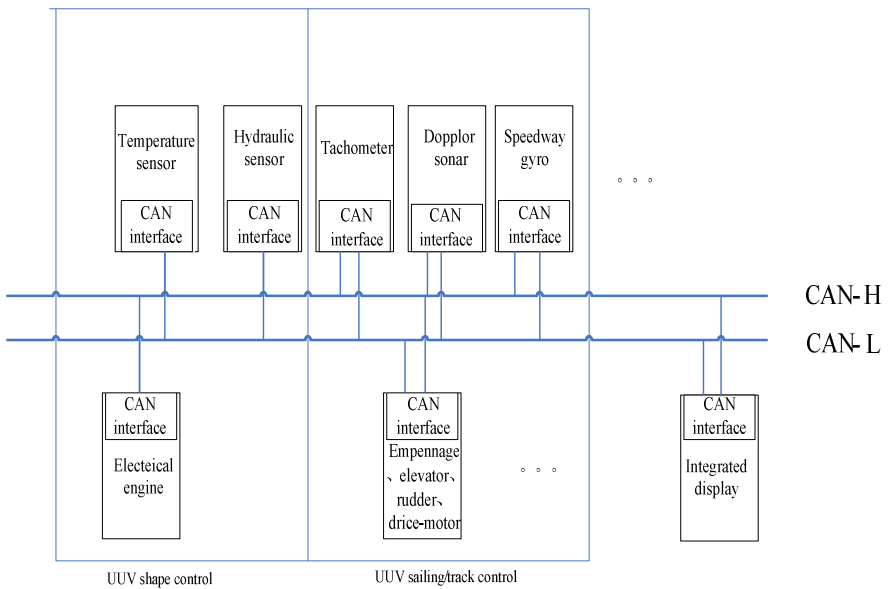 Temperature
sensor
CAN
interface
Hydraulic
sensor
CAN
interface
Tachometer
CAN
interface
Dopplor
sonar
CAN
interface
Speedway
gyro
CAN
interface
。。。
CAN-H
CAN-L
CAN
interface
Electeical
engine
CAN
interface
Empennage
、elevator、
rudder、
drice-motor
。。。
CAN
interface
Integrated
display
UUV shape control
UUV sailing/track control